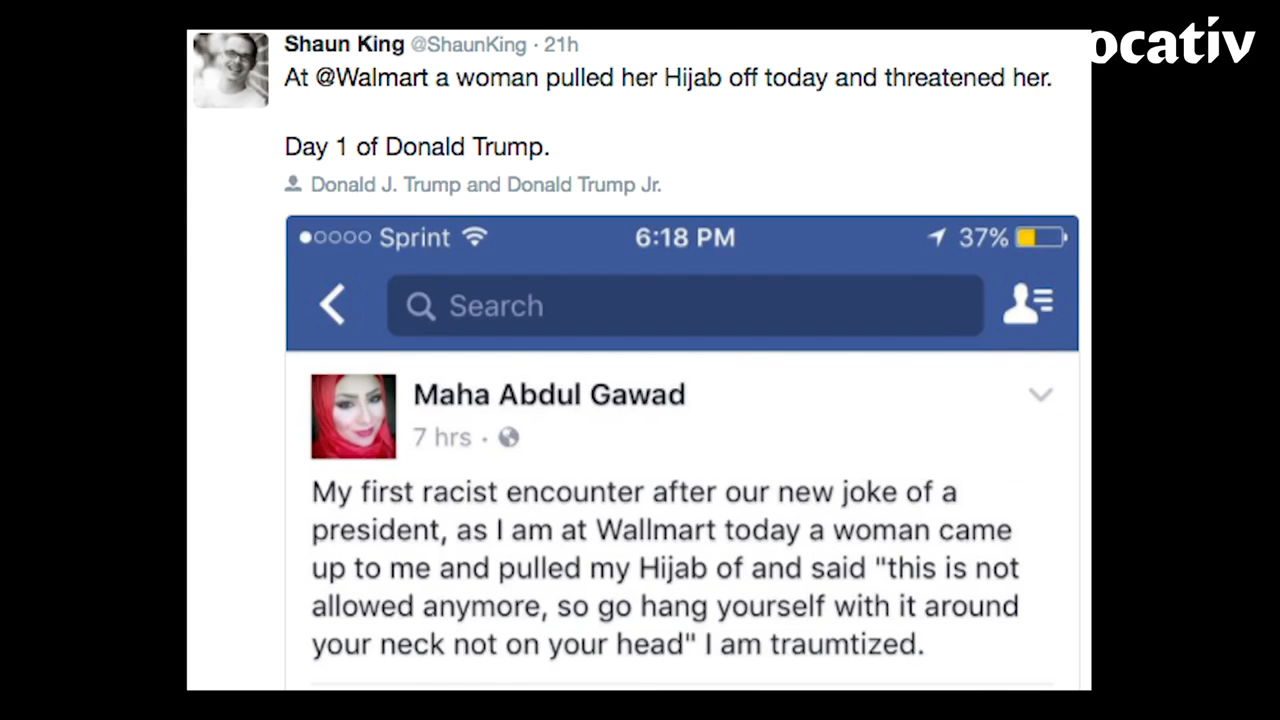 ocativ
Shaun King @ShaunKing · 21h
At @Walmart a woman pulled her Hijab off today and threatened her.
Day 1 of Donald Trump.
Donald J. Trump and Donald Trump Jr.
Sprint 6:18 PM 37%
Search
Maha Abdul Gawad
7 hrs ·
My first racist encounter after our new joke of a
president, as I am at Wallmart today a woman came
up to me and pulled my Hijab of and said "this is not
allowed anymore, so go hang yourself with it around
your neck not on your head" I am traumtized.